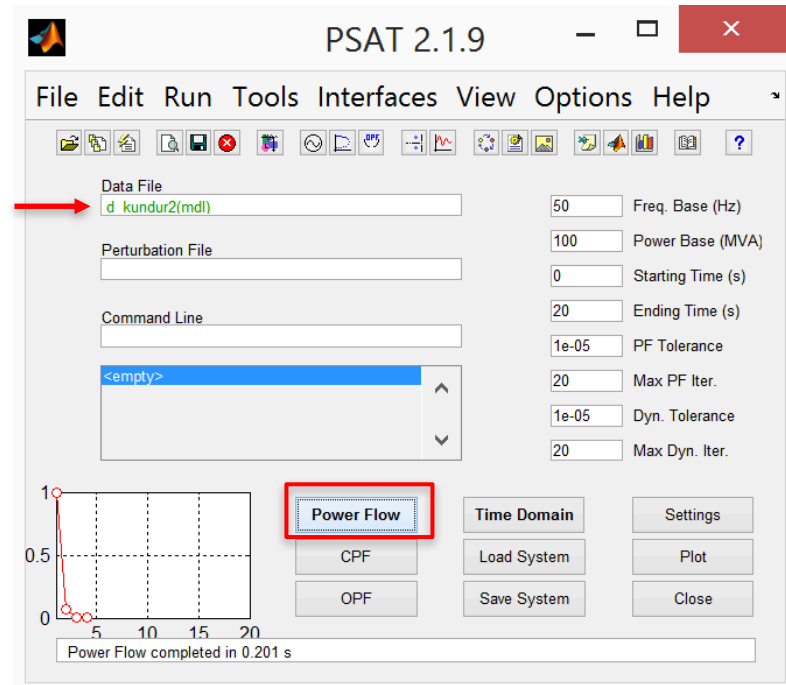 PSAT 2.1.9
File Edit Run Tools Interfaces View Options Help
OPF
?
Data File
d_kundur2(mdl)
50 Freq. Base (Hz)
Perturbation File
100 Power Base (MVA)
0 Starting Time (s)
Command Line
20 Ending Time (s)
1e-05 PF Tolerance
<empty>
20 Max PF Iter.
1e-05 Dyn. Tolerance
20 Max Dyn. Iter.
1
0.5
0
5 10 15 20
Power Flow Time Domain Settings
CPF Load System Plot
OPF Save System Close
Power Flow completed in 0.201 s